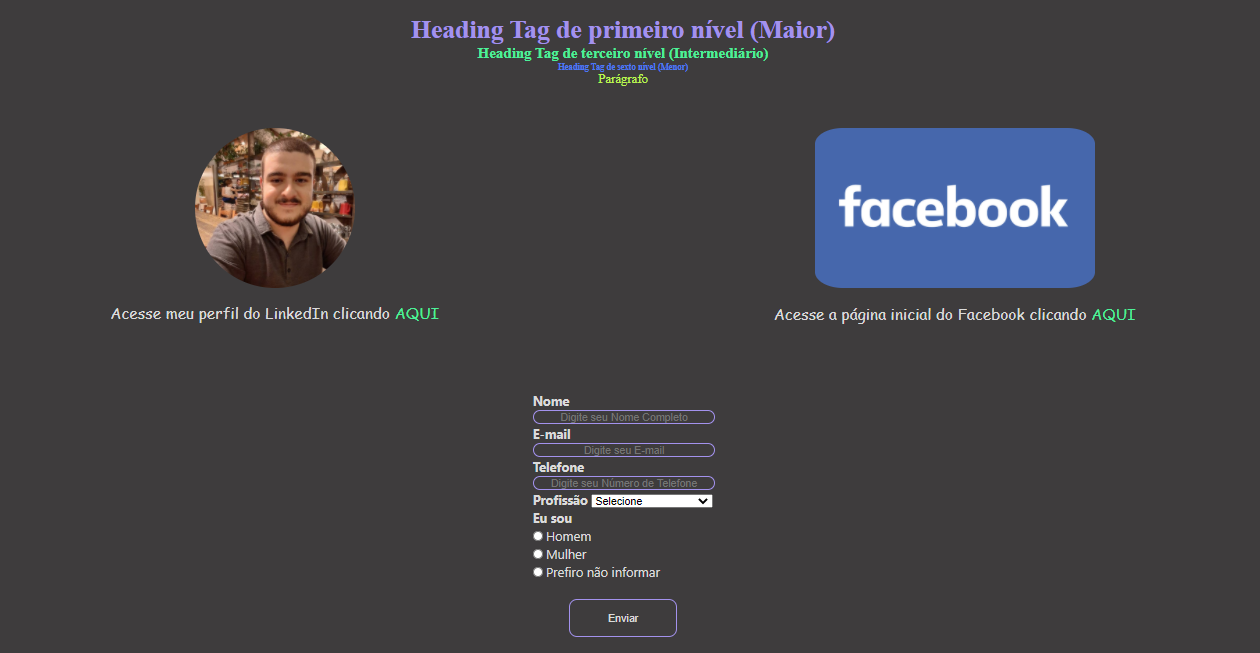 Heading Tag de primeiro nível (Maior)
Heading Tag de terceiro nível (Intermediário)
Heading Tag de sexto nível (Menor)
Parágrafo
facebook
Acesse meu perfil do LinkedIn clicando AQUI
Acesse a página inicial do Facebook clicando AQUI
Nome
Digite seu Nome Completo
E-mail
Digite seu E-mail
Telefone
Digite seu Número de Telefone
Profissão Selecione
Eu sou
Homem
Mulher
Prefiro não informar
Enviar